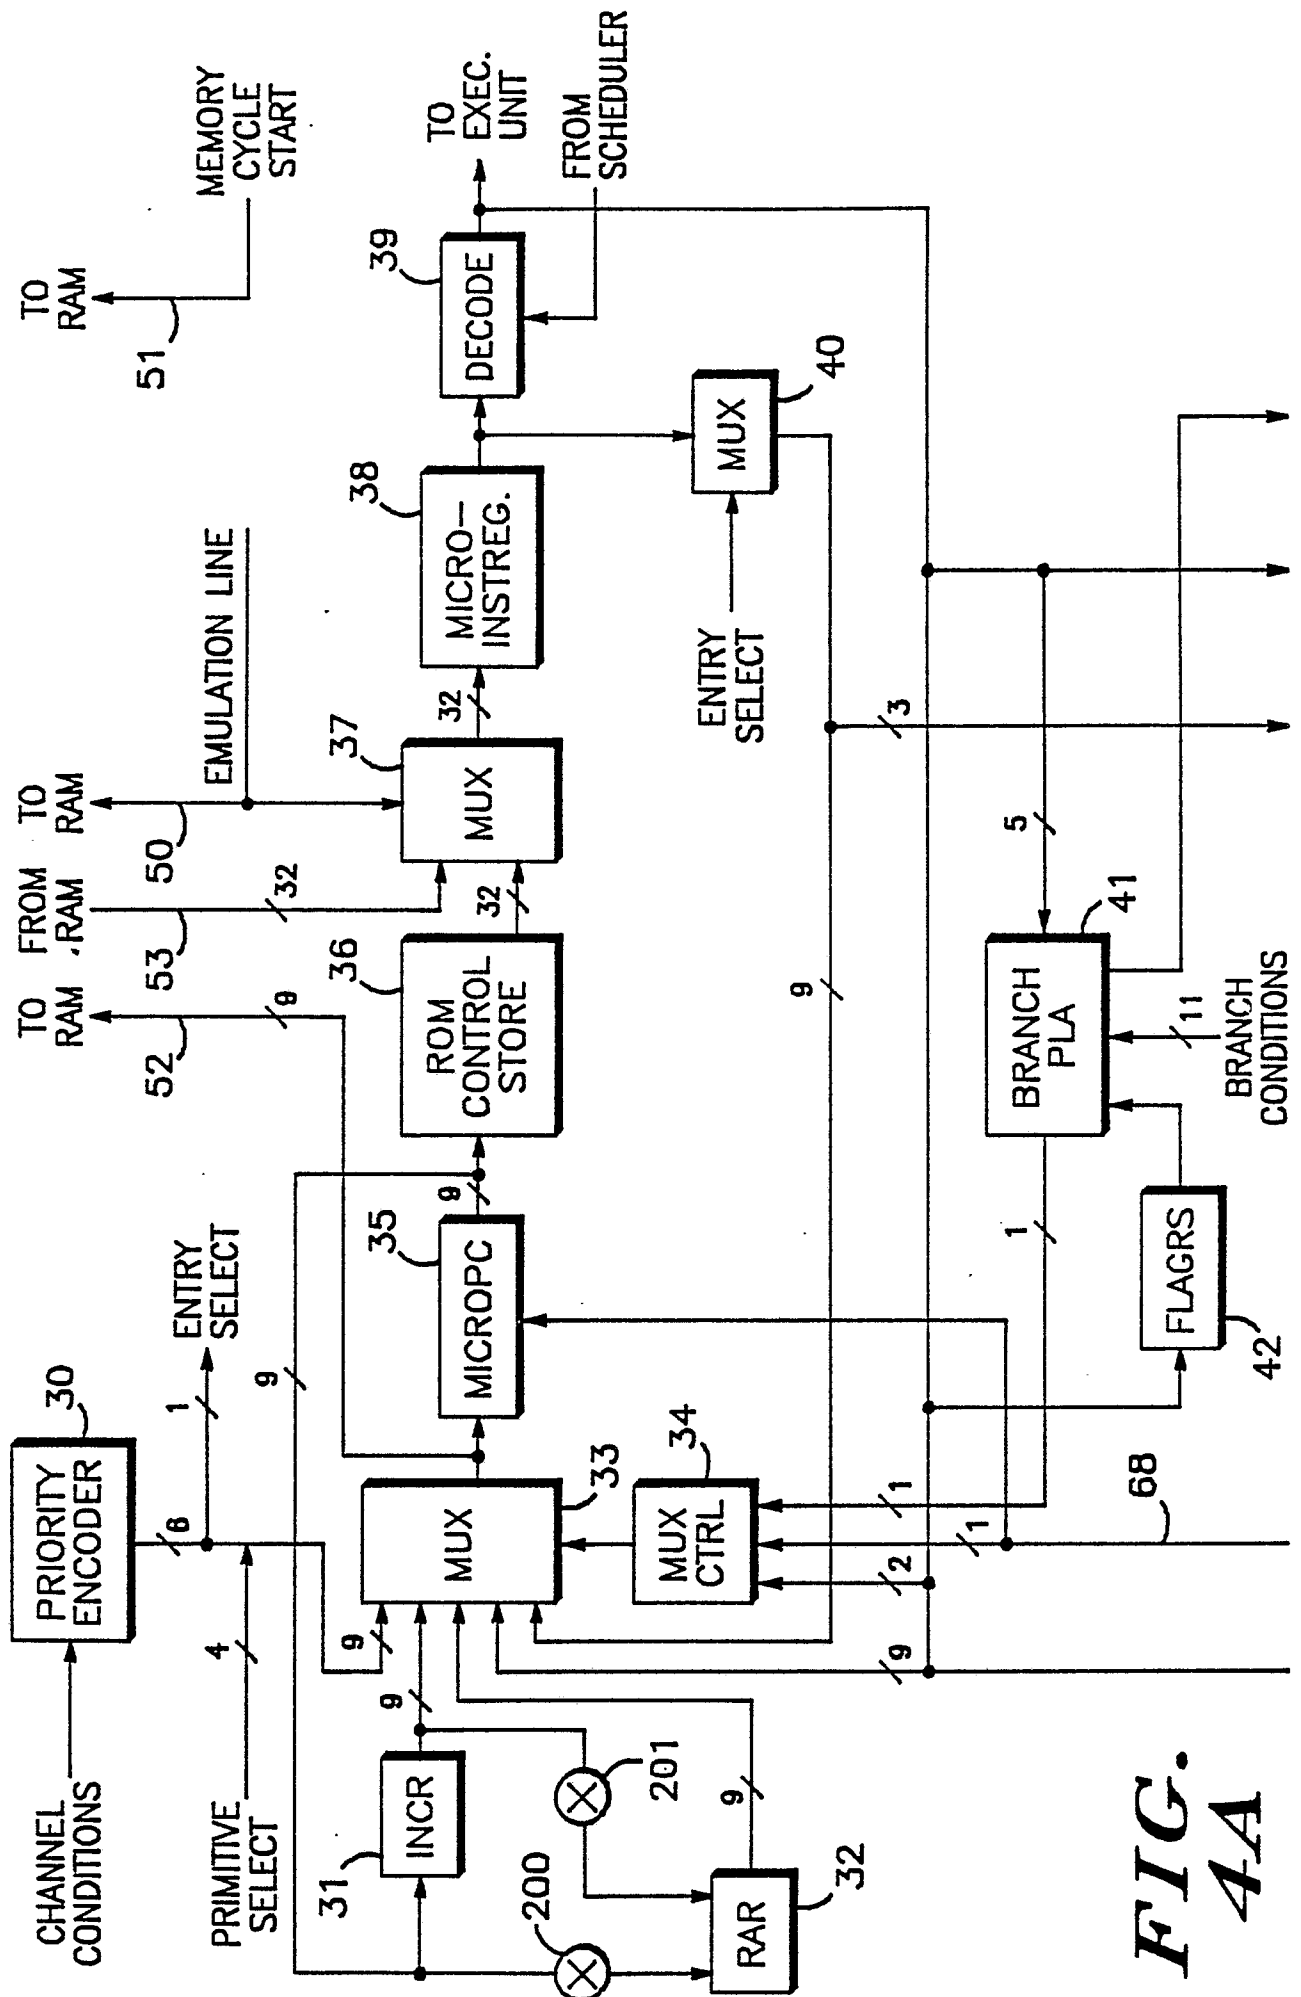 CHANNEL
CONDITIONS
PRIORITY
ENCODER
30
6
1
ENTRY
SELECT
PRIMITIVE
SELECT
4
9
9
31
INCR
9
200
201
RAR
32
9
MUX
33
MUX
CTRL
34
2
1
1
9
68
MICROPC
35
9
TO
RAM
52
9
ROM
CONTROL
STORE
36
32
FROM
RAM
53
32
TO
RAM
50
EMULATION LINE
MUX
37
32
MICRO-
INSTREG.
38
DECODE
39
TO
EXEC.
UNIT
FROM
SCHEDULER
TO
RAM
51
MEMORY
CYCLE
START
ENTRY
SELECT
MUX
40
9
3
5
BRANCH
PLA
41
11
BRANCH
CONDITIONS
1
FLAGRS
42
FIG.
4A